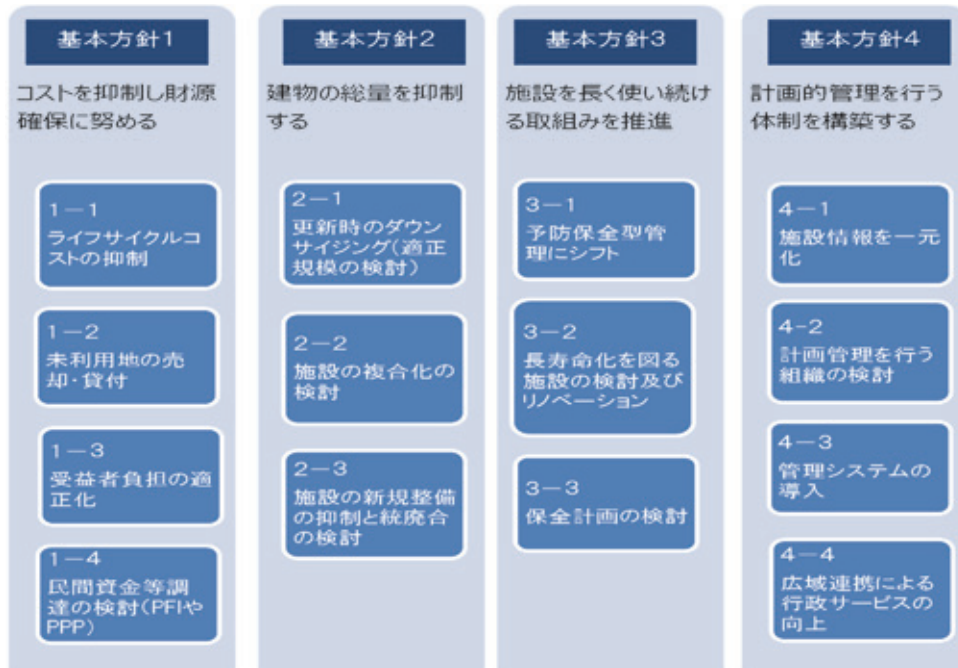 基本方針1
コストを抑制し財源
確保に努める
1－1
ライフサイクルコ
ストの抑制
1－2
未利用地の売
却・貸付
1－3
受益者負担の適
正化
1－4
民間資金等調
達の検討(PFIや
PPP)
基本方針2
建物の総量を抑制
する
2－1
更新時のダウン
サイジング(適正
規模の検討)
2－2
施設の複合化の
検討
2－3
施設の新規整備
の抑制と統廃合
の検討
基本方針3
施設を長く使い続け
る取組みを推進
3－1
予防保全型管
理にシフト
3－2
長寿命化を図る
施設の検討及び
リノベーション
3－3
保全計画の検討
基本方針4
計画的管理を行う
体制を構築する
4－1
施設情報を一元
化
4-2
計画管理を行う
組織の検討
4－3
管理システムの
導入
4－4
広域連携による
行政サービスの
向上